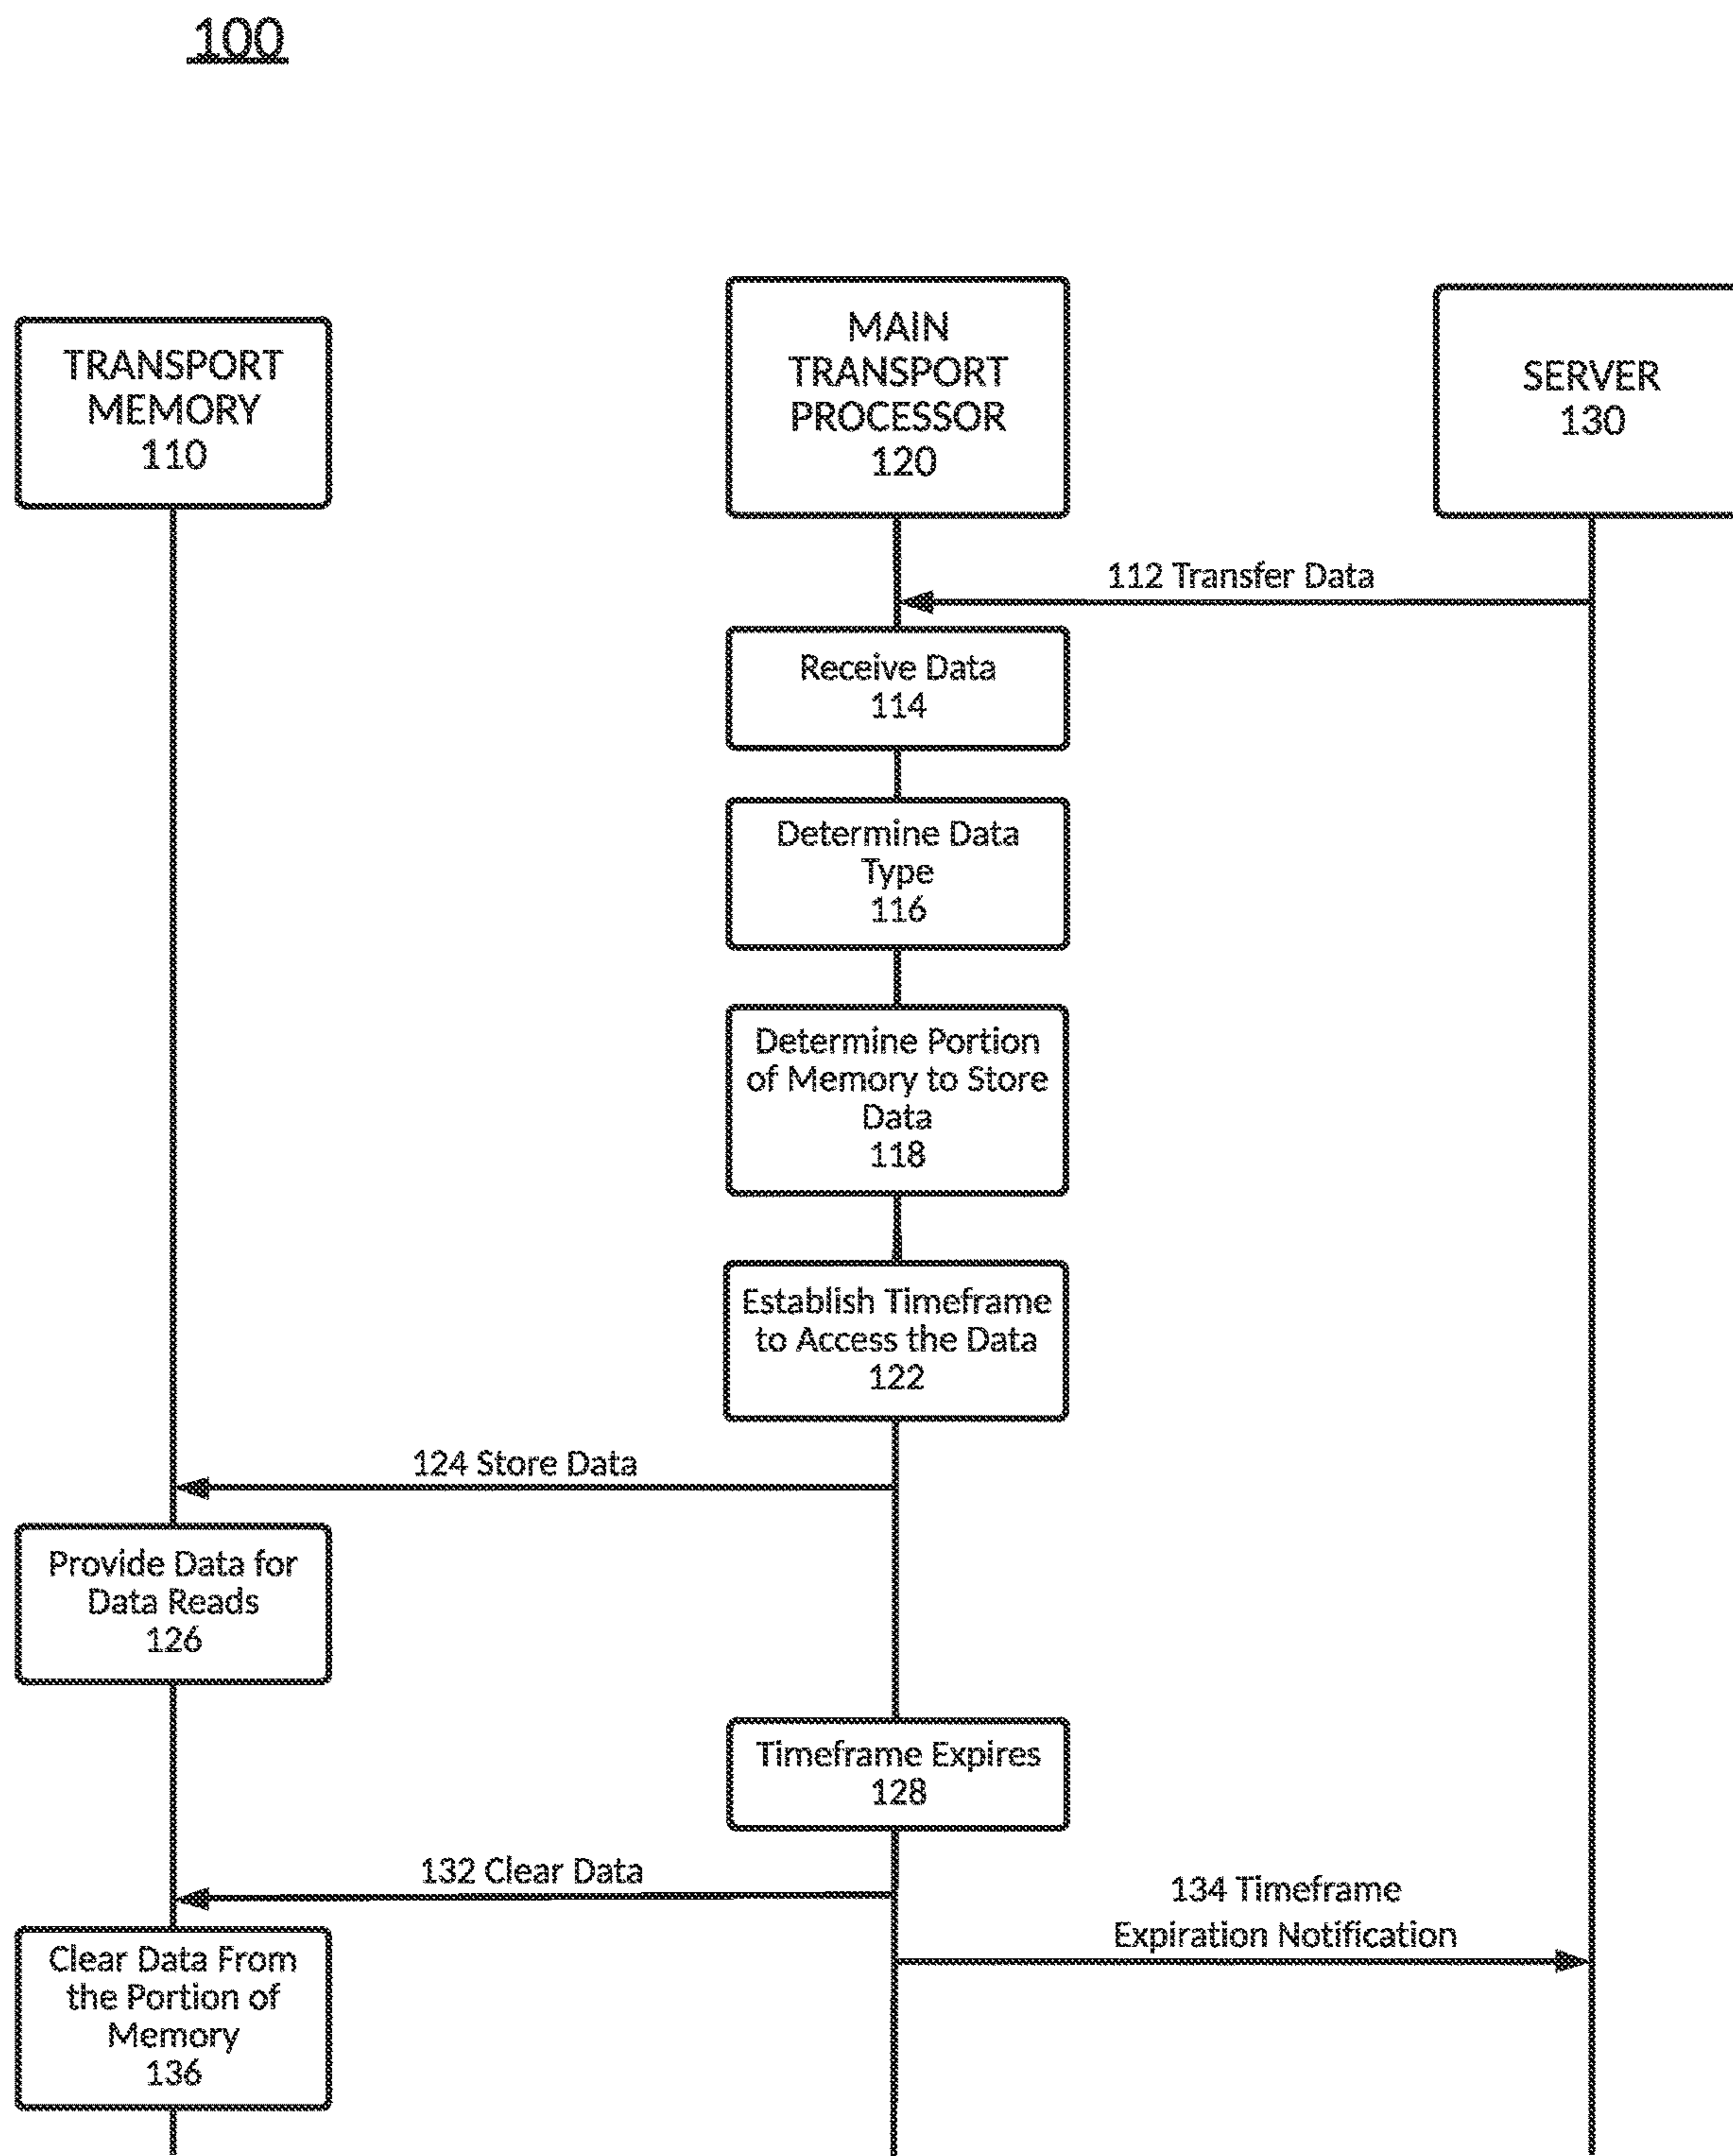 100
TRANSPORT
MEMORY
110
MAIN
TRANSPORT
PROCESSOR
120
SERVER
130
112 Transfer Data
Receive Data
114
Determine Data
Type
116
Determine Portion
of Memory to Store
Data
118
Establish Timeframe
to Access the Data
122
124 Store Data
Provide Data for
Data Reads
126
Timeframe Expires
128
132 Clear Data
134 Timeframe
Expiration Notification
Clear Data From
the Portion of
Memory
136